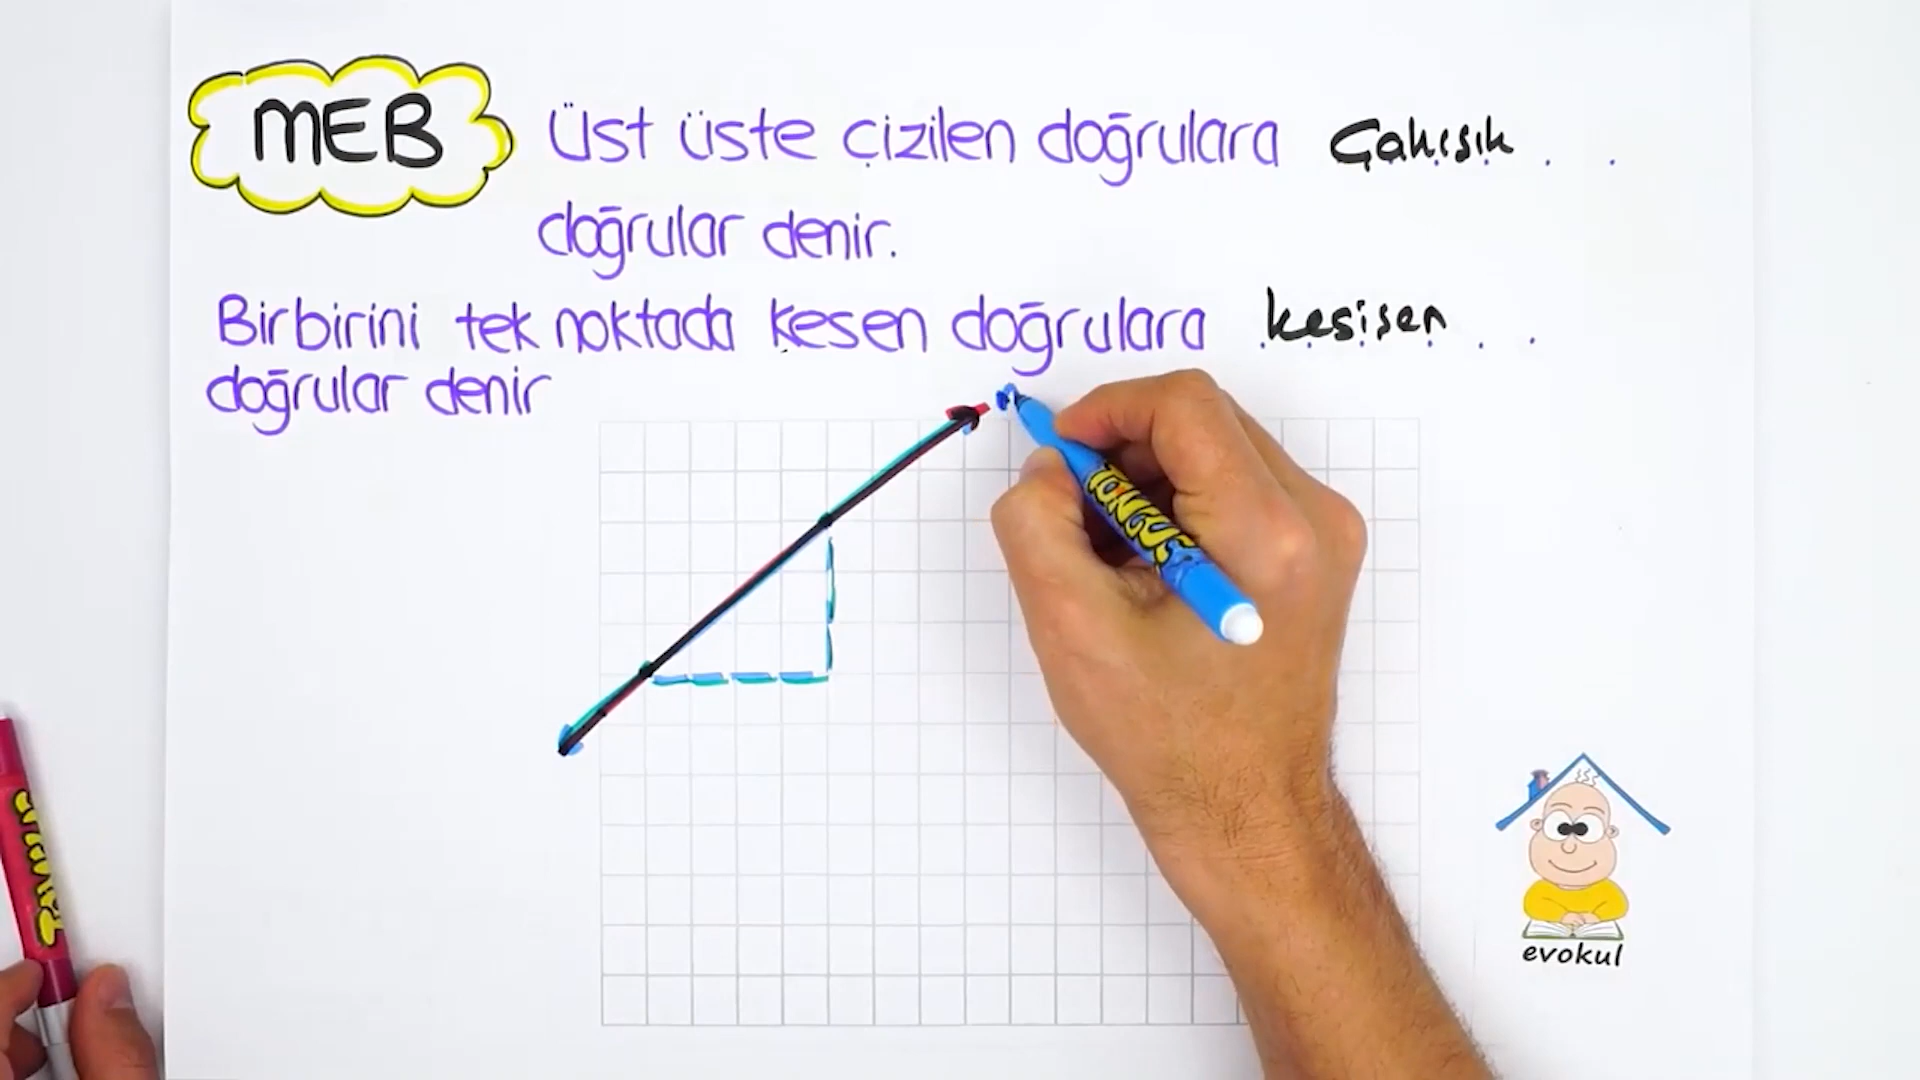 MEB
Üst üste çizilen doğrulara Çakışık . .
doğrular denir.
Birbirini tek noktada kesen doğrulara kesişen . .
doğrular denir
evokul